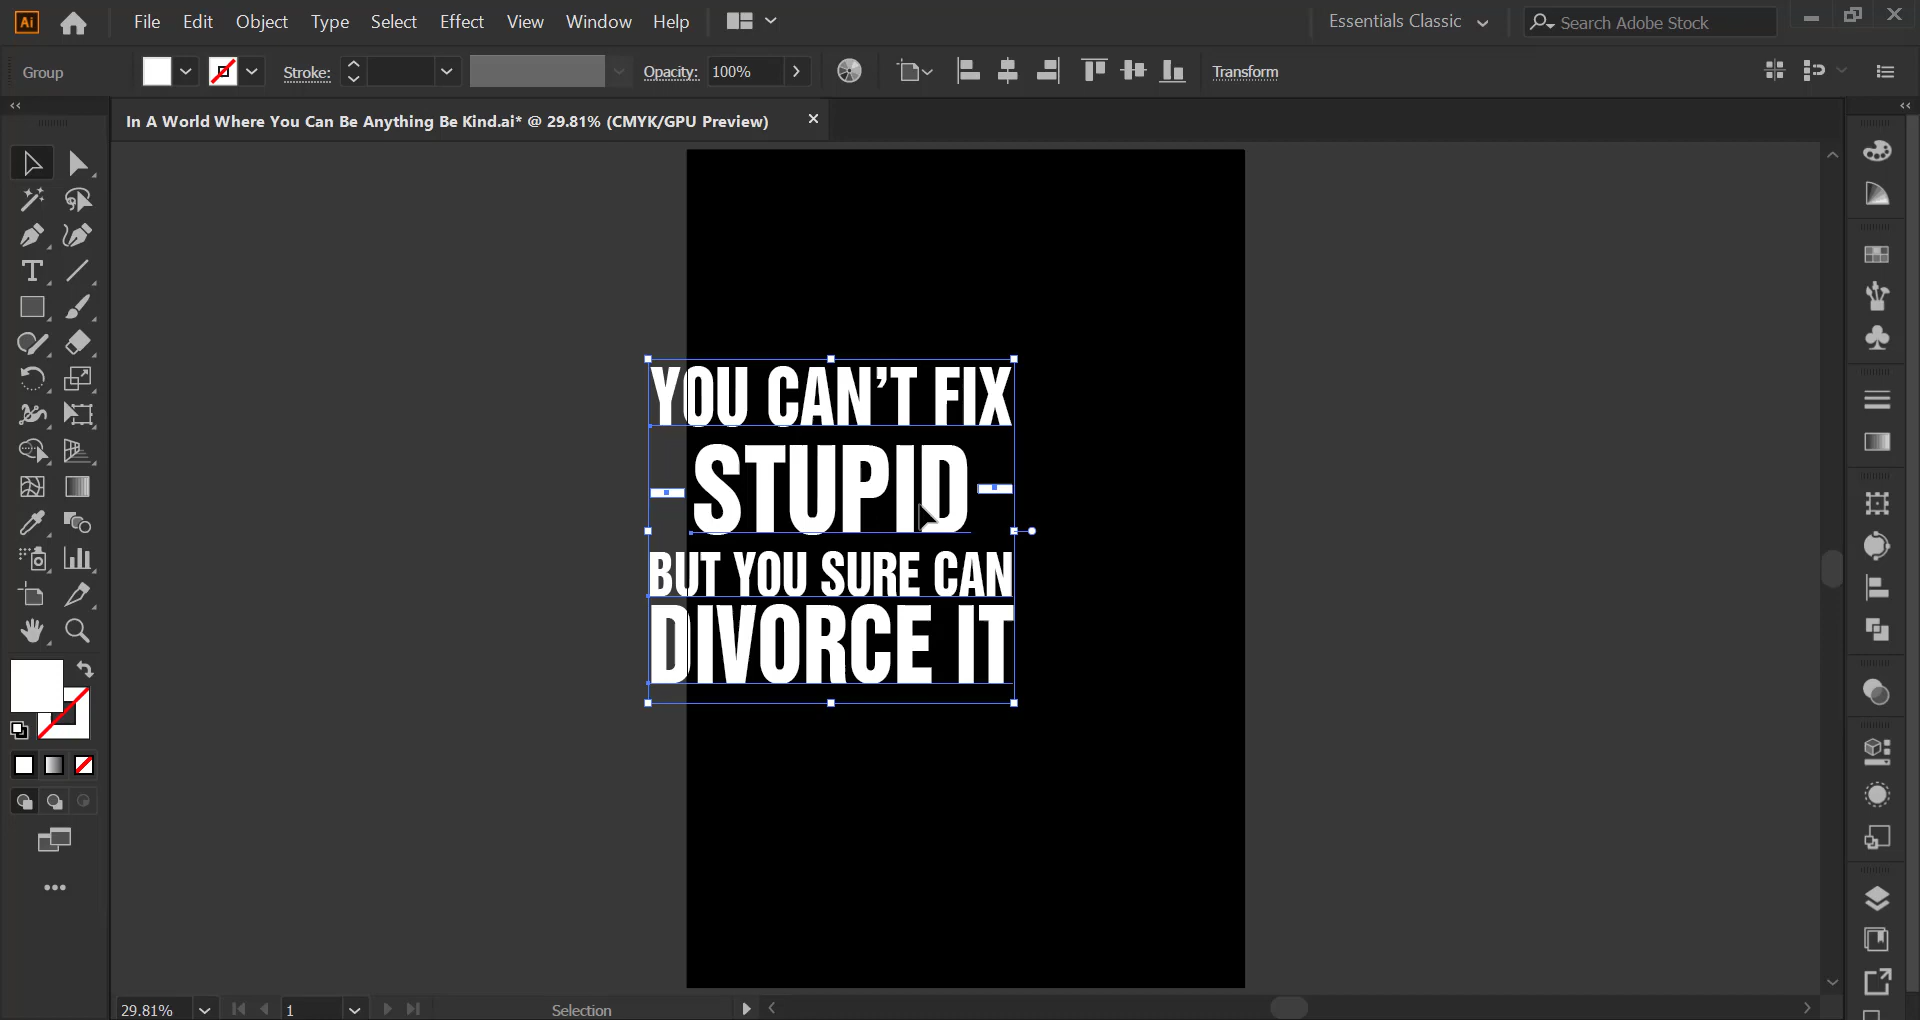 Ai File Edit Object Type Select Effect View Window Help Essentials Classic Search Adobe Stock
Group Stroke: Opacity: 100% Transform
In A World Where You Can Be Anything Be Kind.ai* @ 29.81% (CMYK/GPU Preview)
YOU CAN’T FIX
STUPID
BUT YOU SURE CAN
DIVORCE IT
29.81% 1 Selection